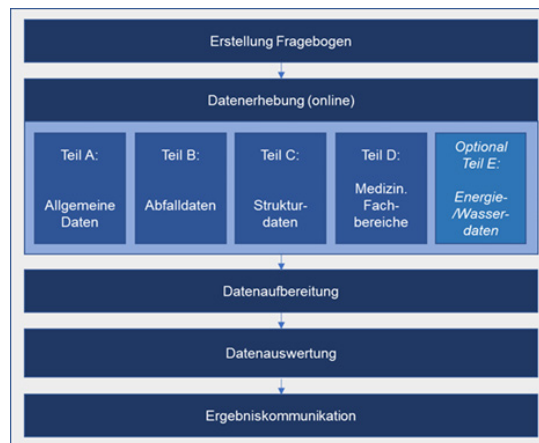 Erstellung Fragebogen
Datenerhebung (online)
Teil A:
Allgemeine
Daten
Teil B:
Abfalldaten
Teil C:
Struktur-
daten
Teil D:
Medizin.
Fach-
bereiche
Optional
Teil E:
Energie-
/Wasser-
daten
Datenaufbereitung
Datenauswertung
Ergebniskommunikation